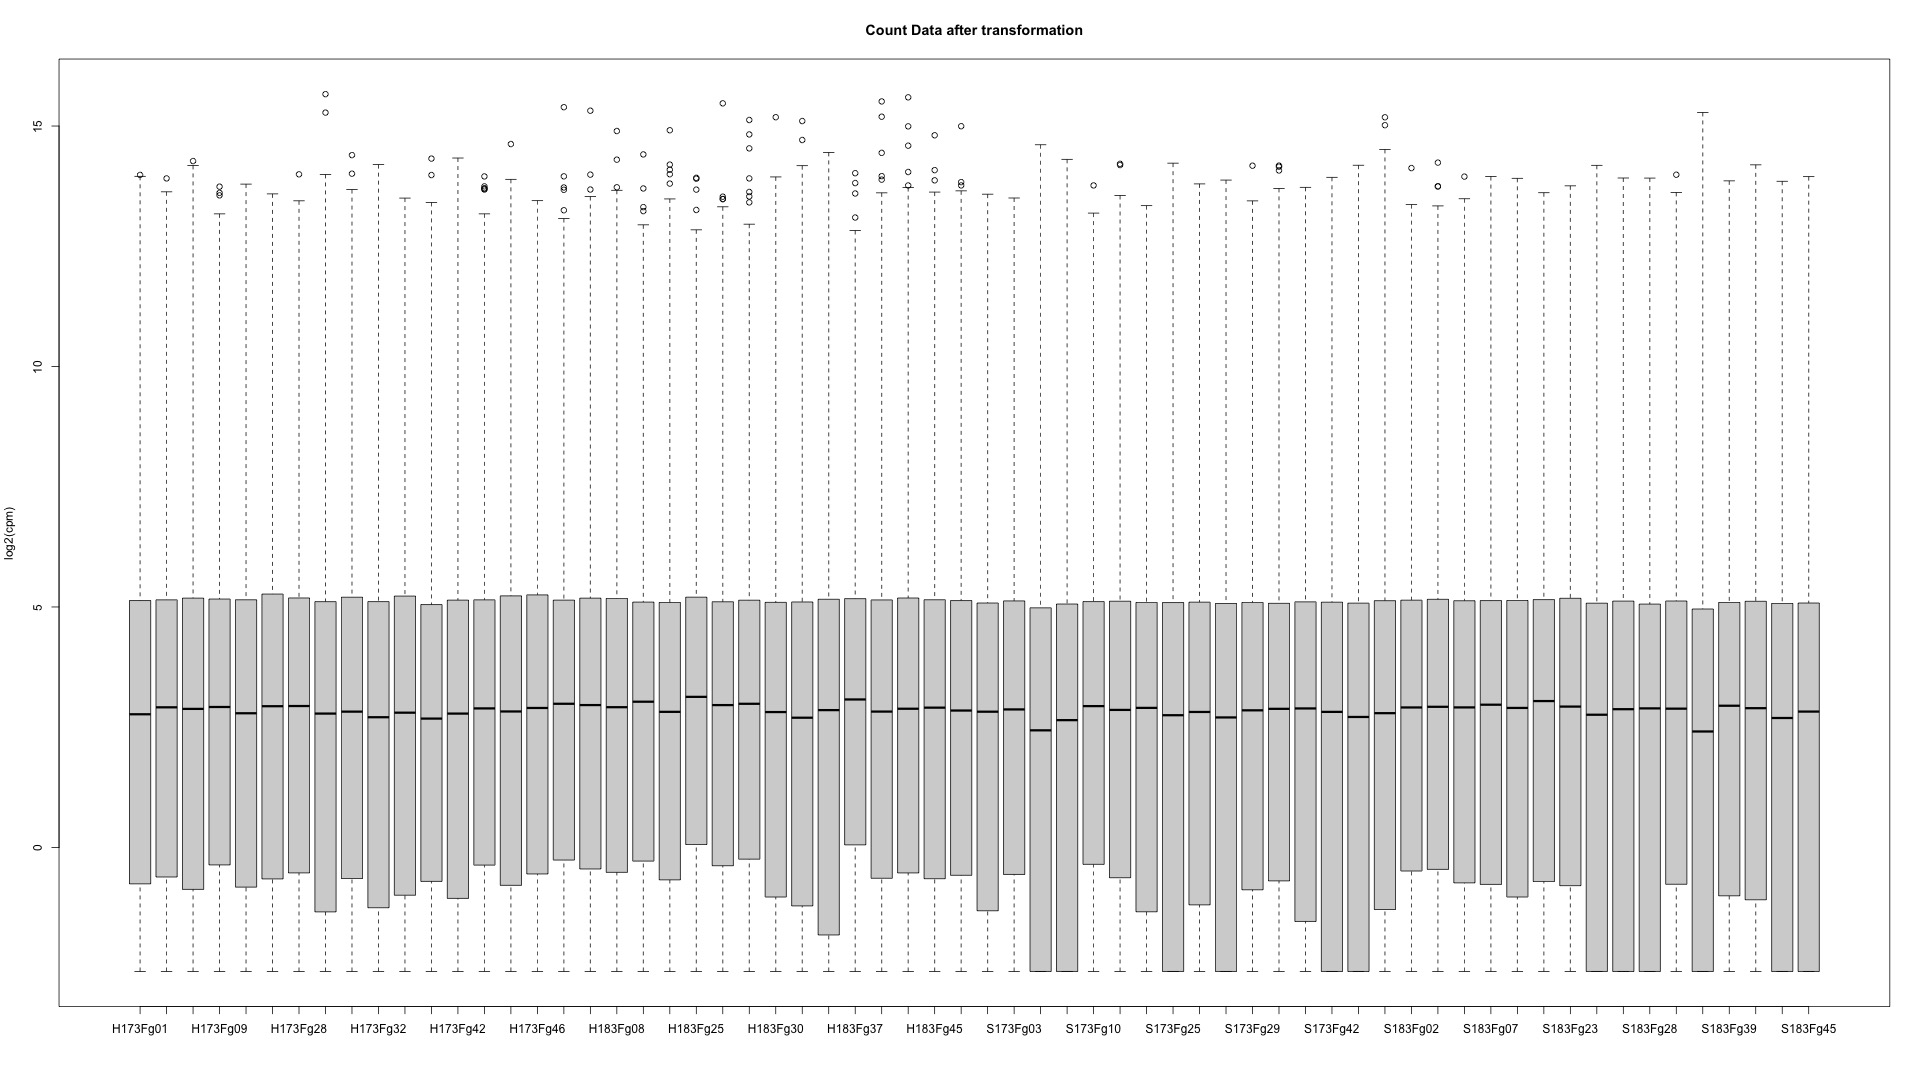 Count Data after transformation
log2(cpm)
15
10
5
0
H173Fg01 H173Fg09 H173Fg28 H173Fg32 H173Fg42 H173Fg46 H183Fg08 H183Fg25 H183Fg30 H183Fg37 H183Fg45 S173Fg03 S173Fg10 S173Fg25 S173Fg29 S173Fg42 S183Fg02 S183Fg07 S183Fg23 S183Fg28 S183Fg39 S183Fg45